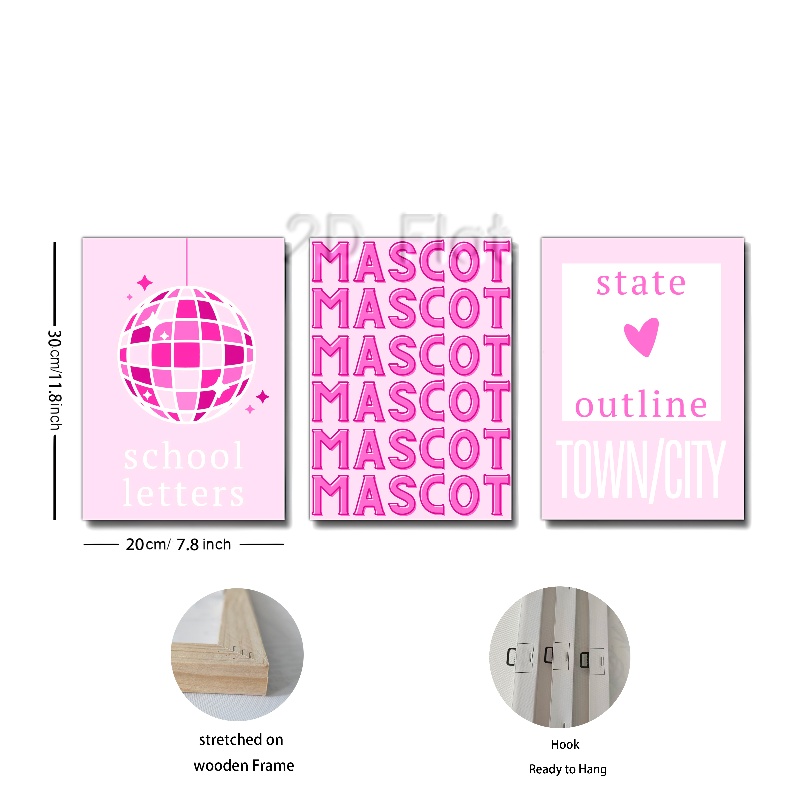 2D Flat
30cm/11.8inch
school
letters
MASCOT
MASCOT
MASCOT
MASCOT
MASCOT
MASCOT
state
outline
TOWN/CITY
20cm/ 7.8 inch
stretched on
wooden Frame
Hook
Ready to Hang